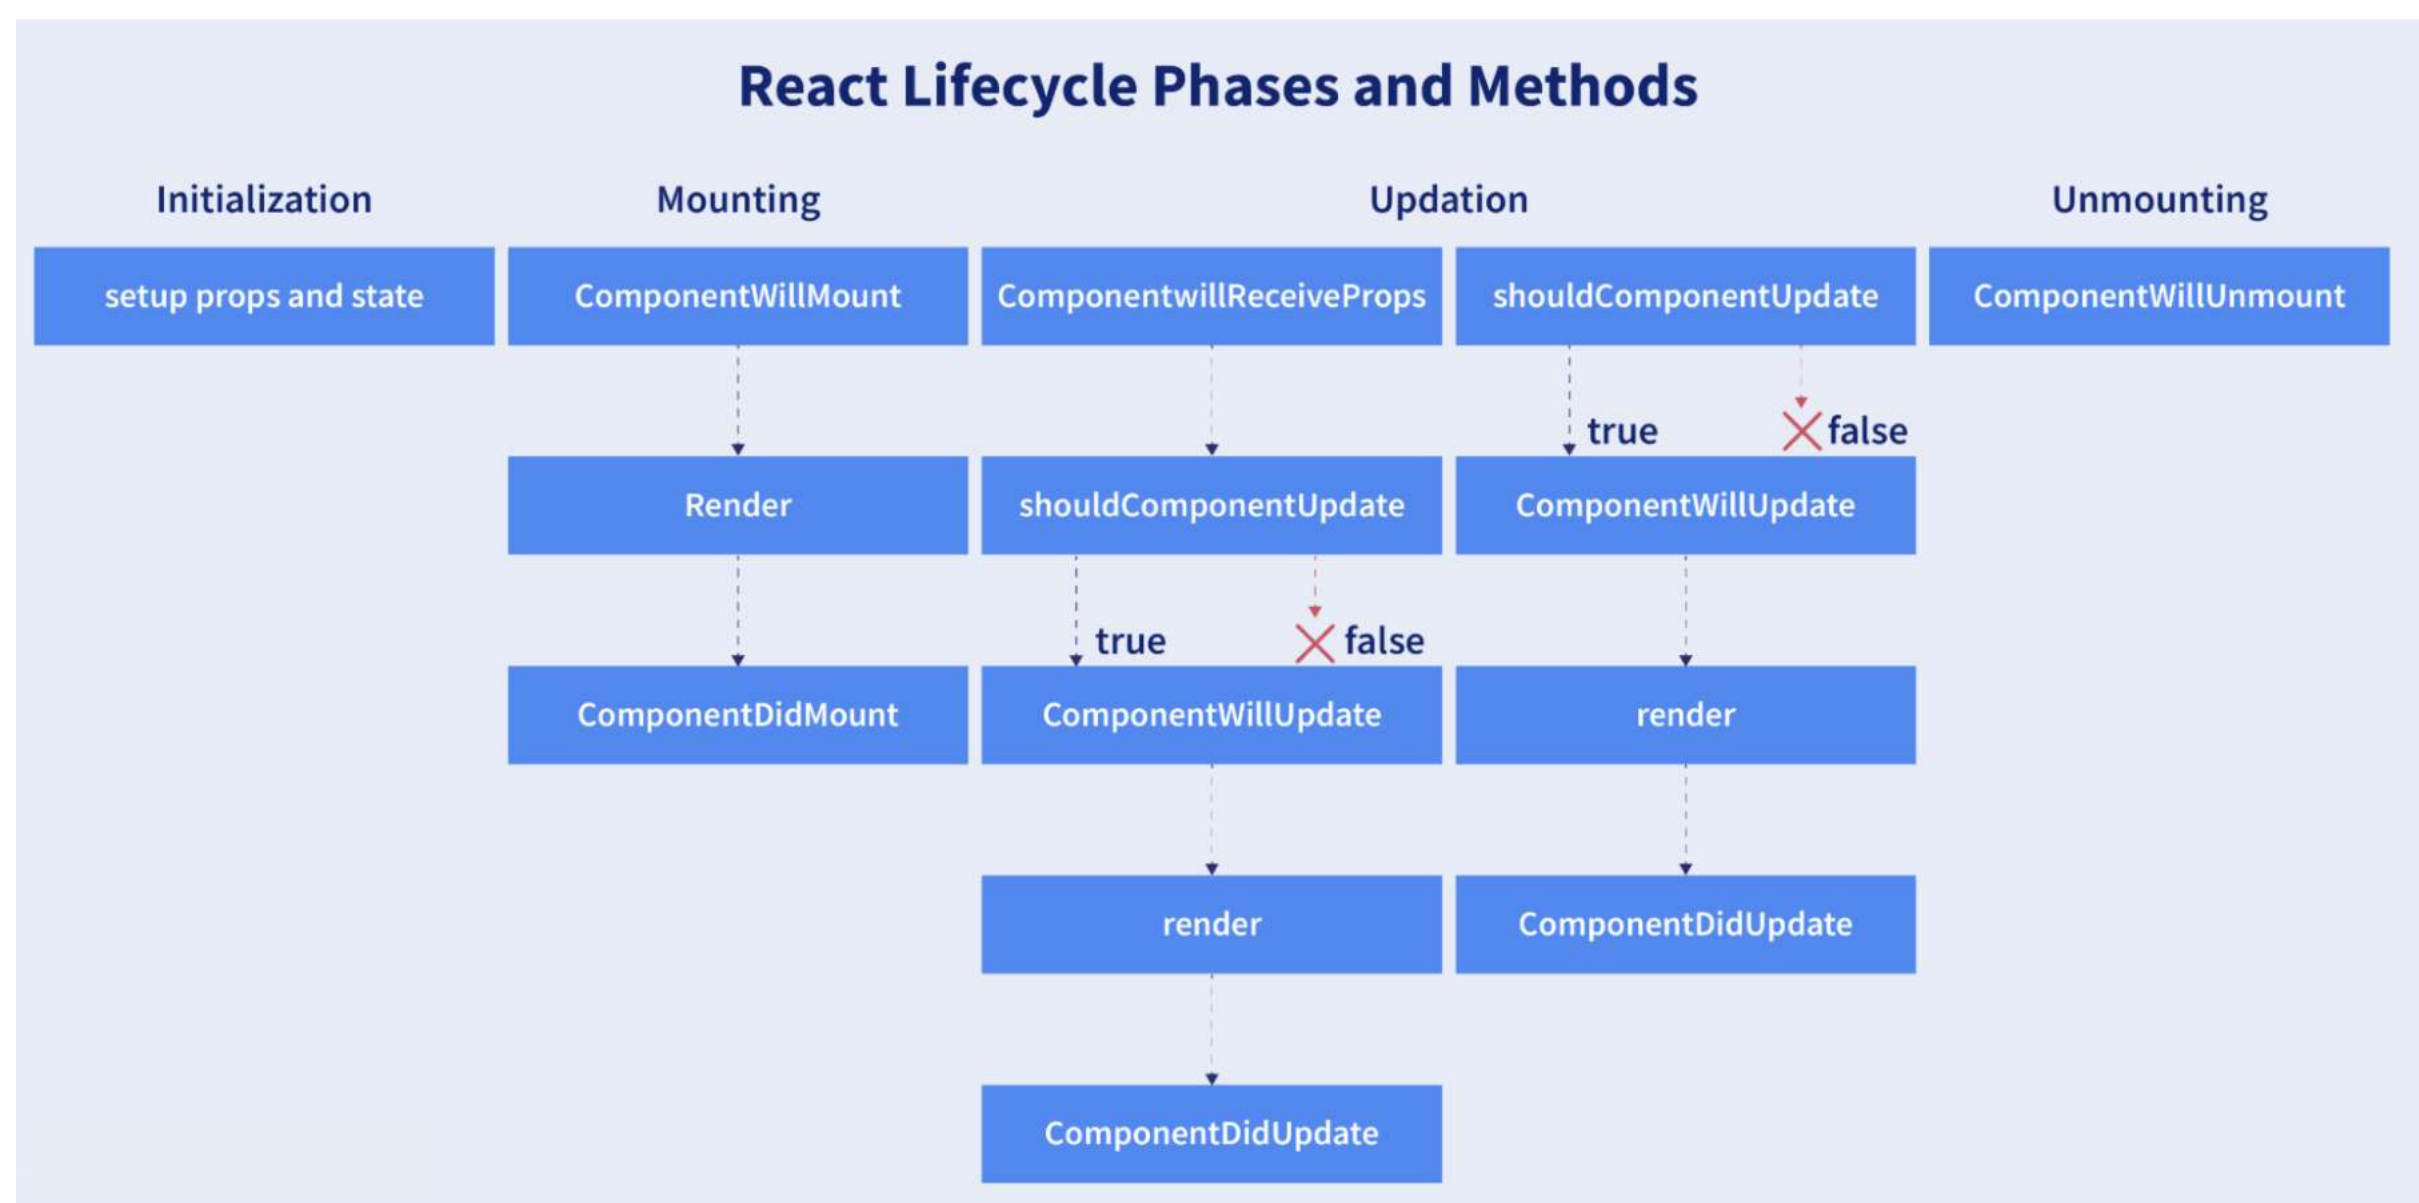 React Lifecycle Phases and Methods
Initialization
Mounting
Updation
Unmounting
setup props and state
ComponentWillMount
ComponentwillReceiveProps
shouldComponentUpdate
ComponentWillUnmount
true
false
Render
shouldComponentUpdate
ComponentWillUpdate
true
false
ComponentDidMount
ComponentWillUpdate
render
render
ComponentDidUpdate
ComponentDidUpdate